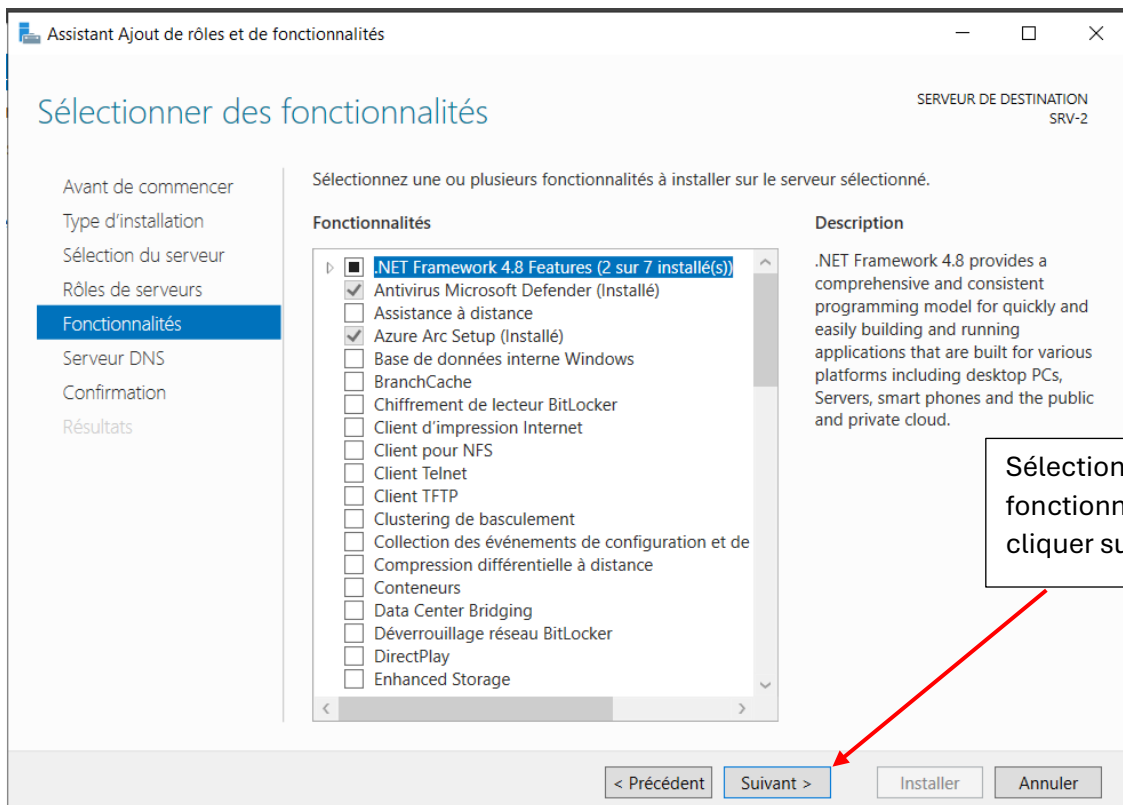 Assistant Ajout de rôles et de fonctionnalités
Sélectionner des fonctionnalités
SERVEUR DE DESTINATION
SRV-2
Avant de commencer
Type d'installation
Sélection du serveur
Rôles de serveurs
Fonctionnalités
Serveur DNS
Confirmation
Résultats
Sélectionnez une ou plusieurs fonctionnalités à installer sur le serveur sélectionné.
Fonctionnalités
.NET Framework 4.8 Features (2 sur 7 installé(s))
Antivirus Microsoft Defender (Installé)
Assistance à distance
Azure Arc Setup (Installé)
Base de données interne Windows
BranchCache
Chiffrement de lecteur BitLocker
Client d'impression Internet
Client pour NFS
Client Telnet
Client TFTP
Clustering de basculement
Collection des événements de configuration et de
Compression différentielle à distance
Conteneurs
Data Center Bridging
Déverrouillage réseau BitLocker
DirectPlay
Enhanced Storage
Description
.NET Framework 4.8 provides a
comprehensive and consistent
programming model for quickly and
easily building and running
applications that are built for various
platforms including desktop PCs,
Servers, smart phones and the public
and private cloud.
cliquer
< Précédent
Suivant >
Installer
Annuler